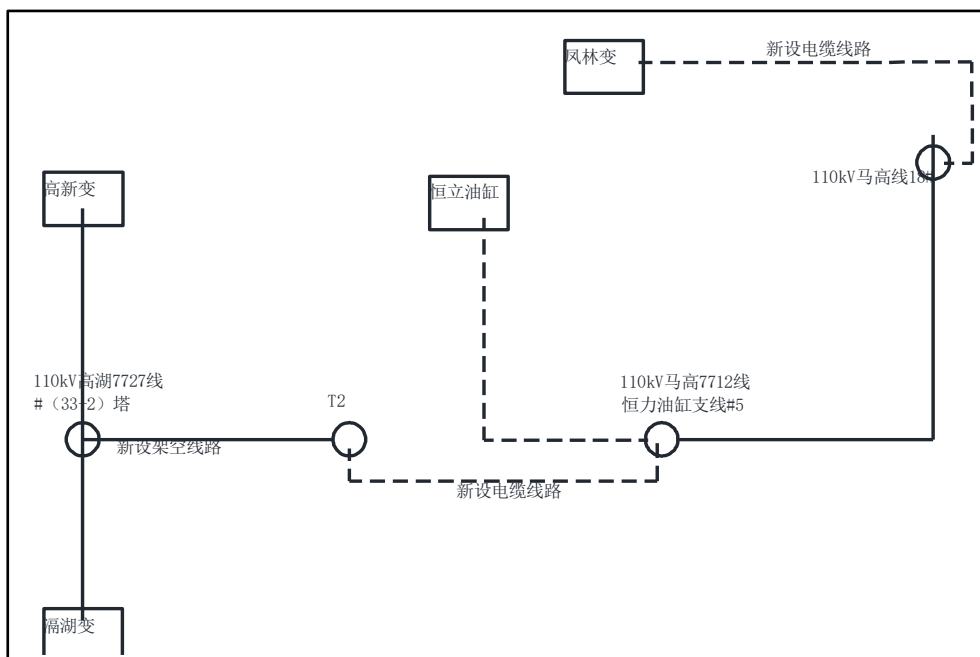 凤林变
新设电缆线路
高新变
恒立油缸
110kV马高线18#
110kV高湖7727线
#（33-2）塔
T2
110kV马高7712线
恒力油缸支线#5
新设架空线路
新设电缆线路
滆湖变